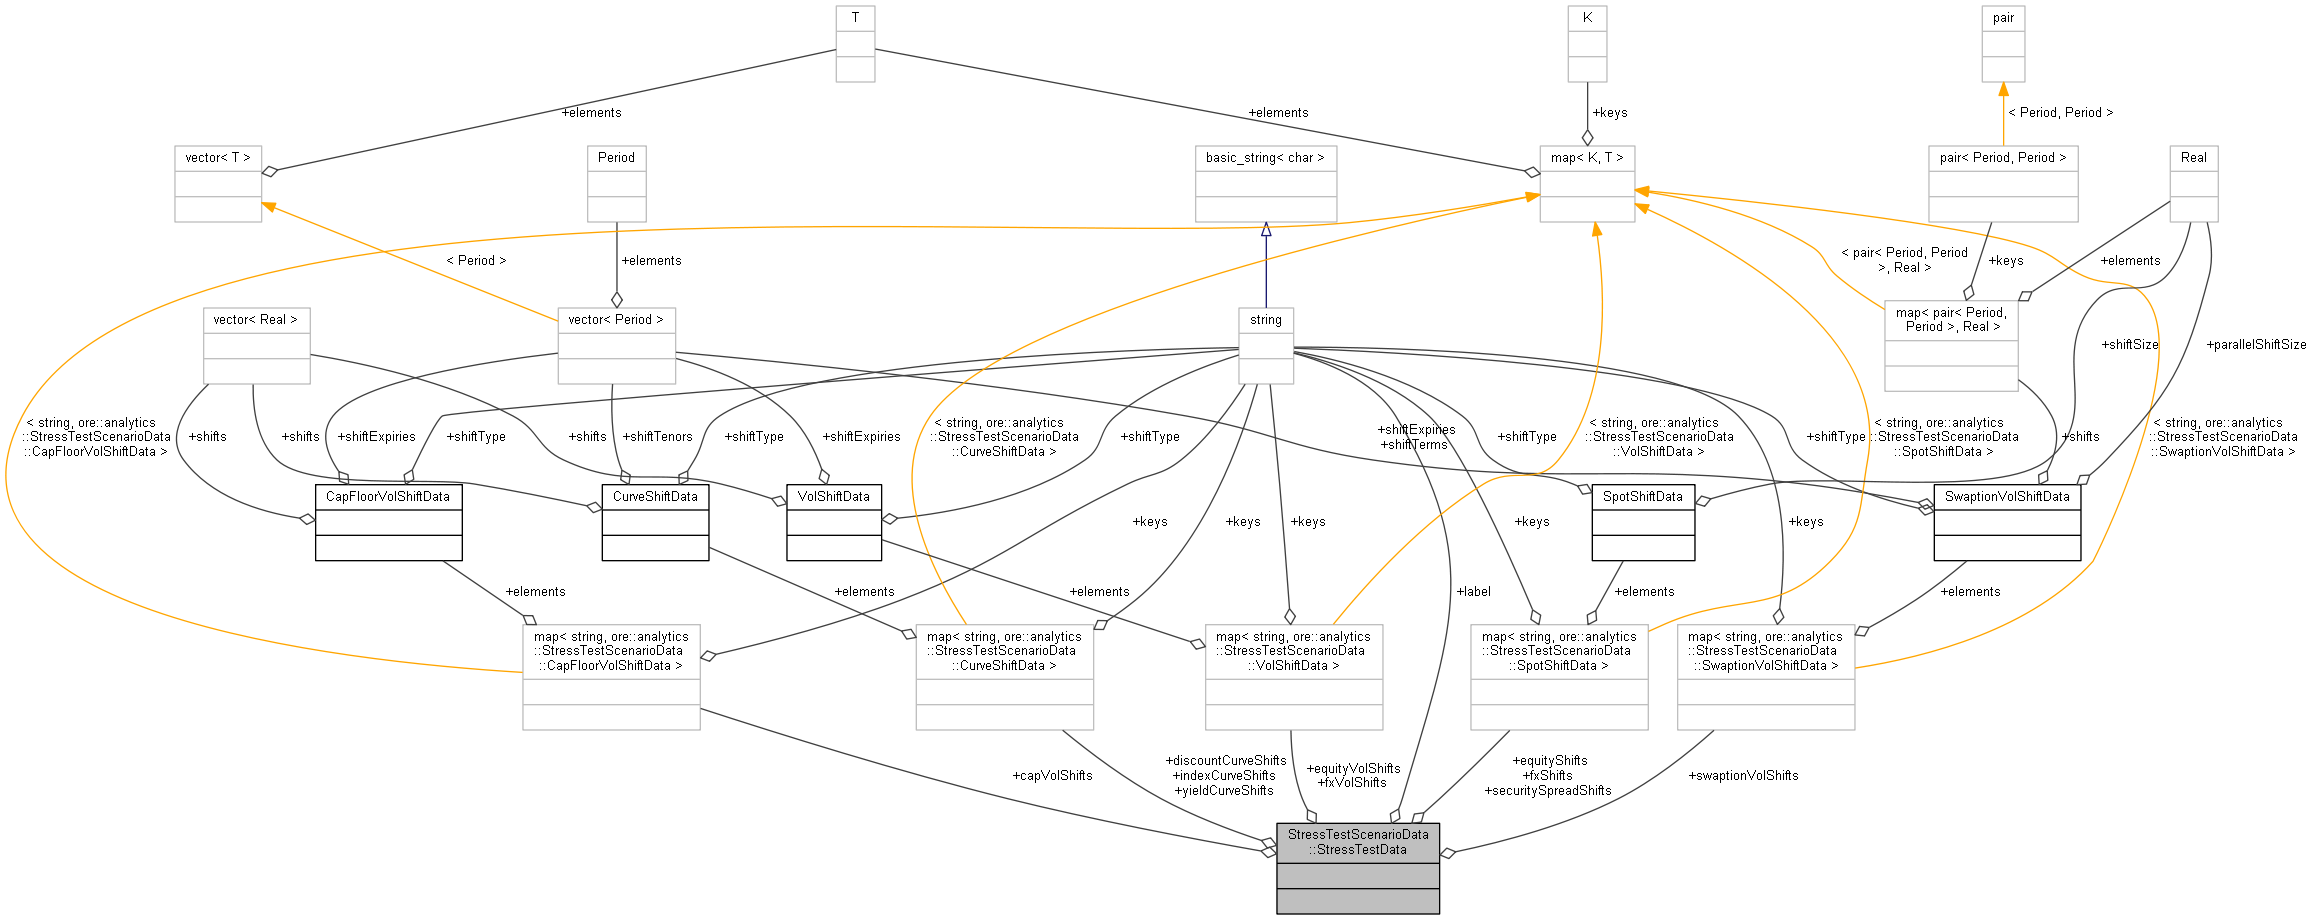 T
K
pair
+elements
+elements
+keys
< Period, Period >
vector< T >
Period
basic_string< char >
map< K, T >
pair< Period, Period >
Real
< Period >
+elements
< pair< Period, Period
>, Real >
+keys
+elements
vector< Real >
vector< Period >
string
map< pair< Period,
Period >, Real >
+shiftSize
+parallelShiftSize
< string, ore::analytics
::StressTestScenarioData
::CapFloorVolShiftData >
+shifts
+shifts
+shiftExpiries
+shiftType
+shifts
+shiftTenors
+shiftType
+shiftExpiries
< string, ore::analytics
::StressTestScenarioData
::CurveShiftData >
+shiftType
+shiftExpiries
+shiftTerms
+shiftType
< string, ore::analytics
::StressTestScenarioData
::VolShiftData >
+shiftType
< string, ore::analytics
::StressTestScenarioData
::SpotShiftData >
+shifts
< string, ore::analytics
::StressTestScenarioData
::SwaptionVolShiftData >
CapFloorVolShiftData
CurveShiftData
VolShiftData
SpotShiftData
SwaptionVolShiftData
+keys
+keys
+keys
+keys
+keys
+elements
+elements
+elements
+label
+elements
+elements
map< string, ore::analytics
::StressTestScenarioData
::CapFloorVolShiftData >
map< string, ore::analytics
::StressTestScenarioData
::CurveShiftData >
map< string, ore::analytics
::StressTestScenarioData
::VolShiftData >
map< string, ore::analytics
::StressTestScenarioData
::SpotShiftData >
map< string, ore::analytics
::StressTestScenarioData
::SwaptionVolShiftData >
+capVolShifts
+discountCurveShifts
+indexCurveShifts
+yieldCurveShifts
+equityVolShifts
+fxVolShifts
+equityShifts
+fxShifts
+securitySpreadShifts
+swaptionVolShifts
StressTestScenarioData
::StressTestData